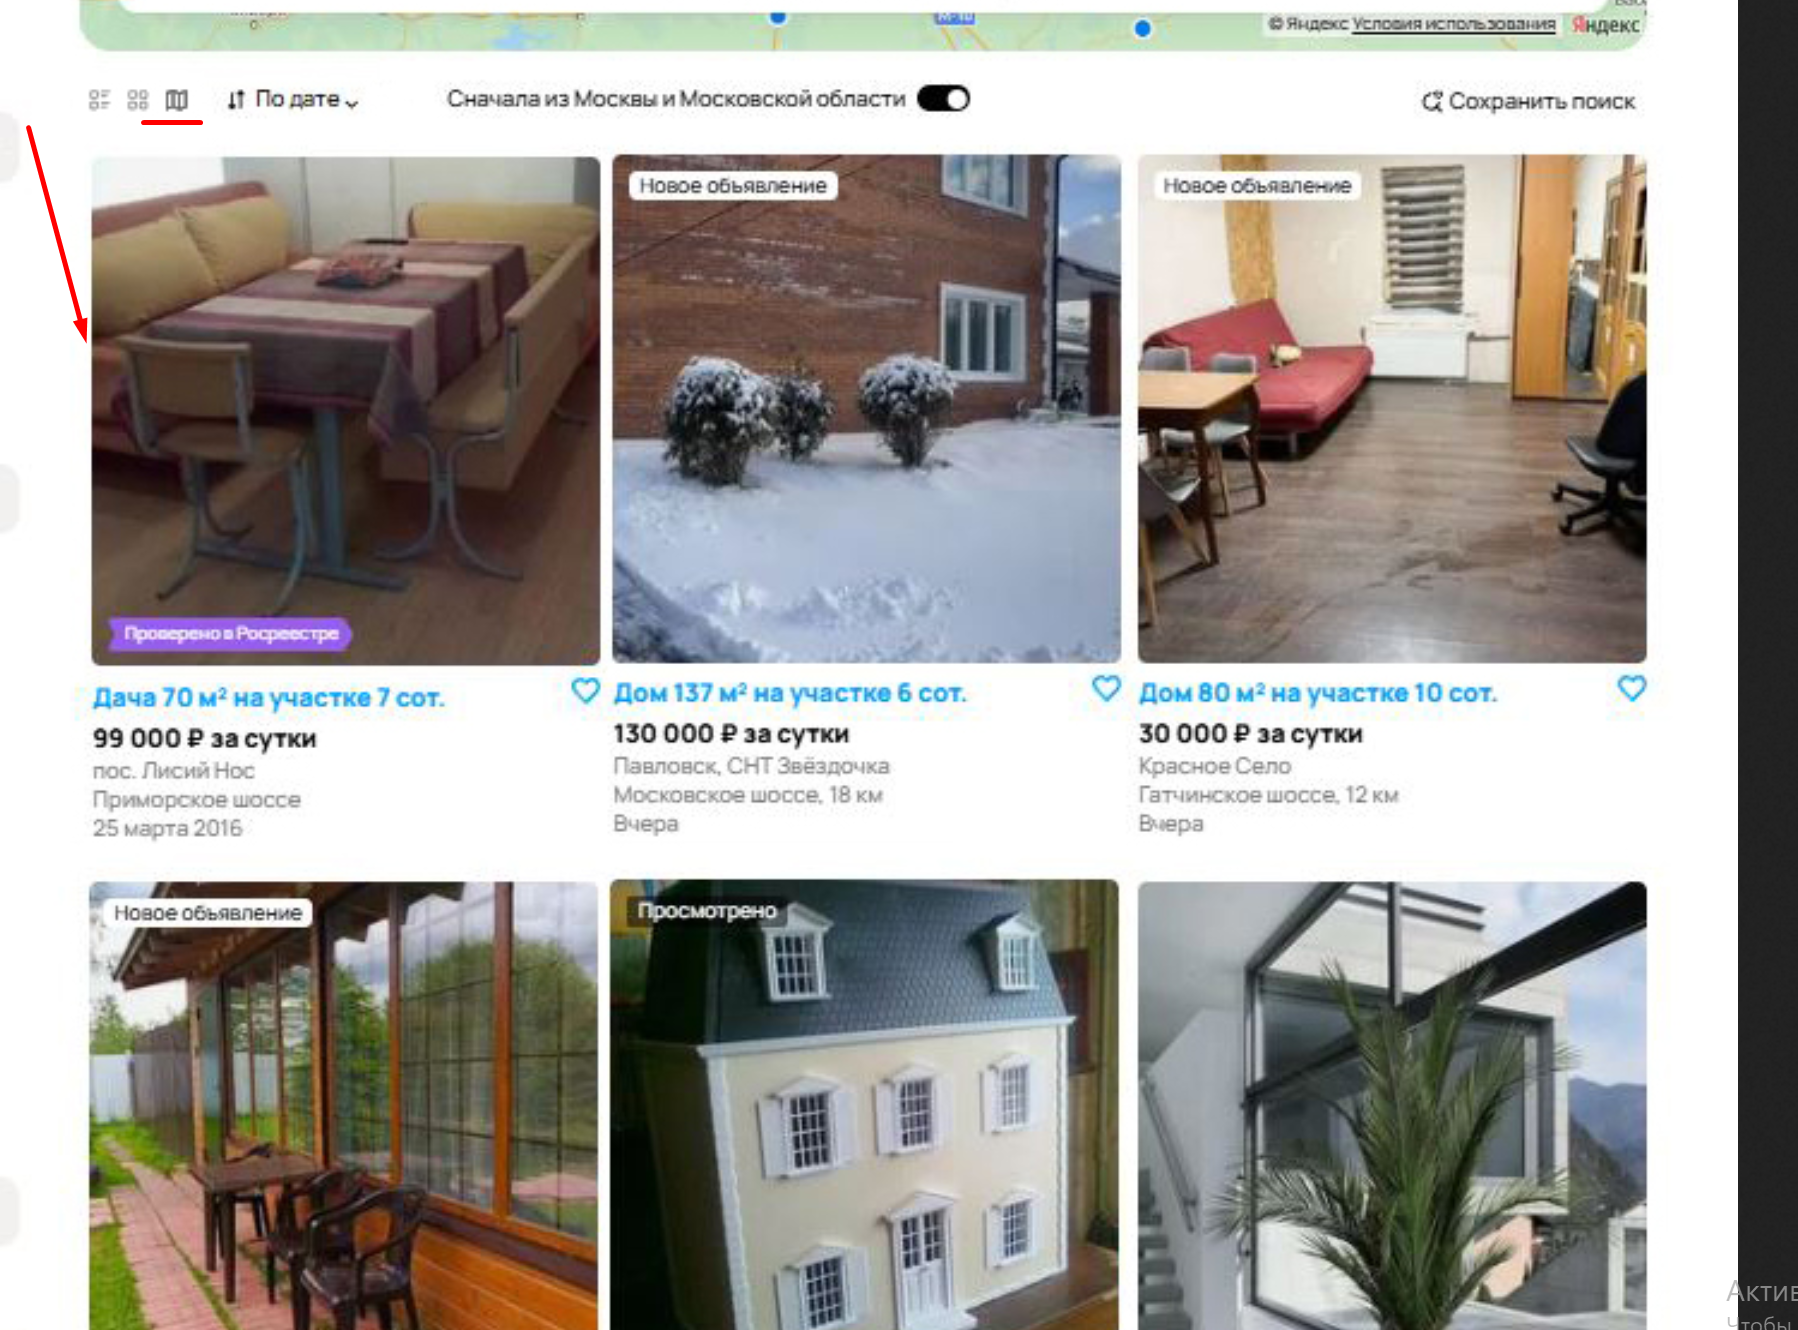 М-10
© Яндекс Условия использования Яндекс
По дате
Сначала из Москвы и Московской области
Сохранить поиск
Новое объявление
Новое объявление
Проверено в Росреестре
Дача 70 м² на участке 7 сот.
99 000 ₽ за сутки
пос. Лисий Нос
Приморское шоссе
25 марта 2016
Дом 137 м² на участке 6 сот.
130 000 ₽ за сутки
Павловск, СНТ Звёздочка
Московское шоссе, 18 км
Вчера
Дом 80 м² на участке 10 сот.
30 000 ₽ за сутки
Красное Село
Гатчинское шоссе, 12 км
Вчера
Новое объявление
Просмотрено
Актив
Чтобы